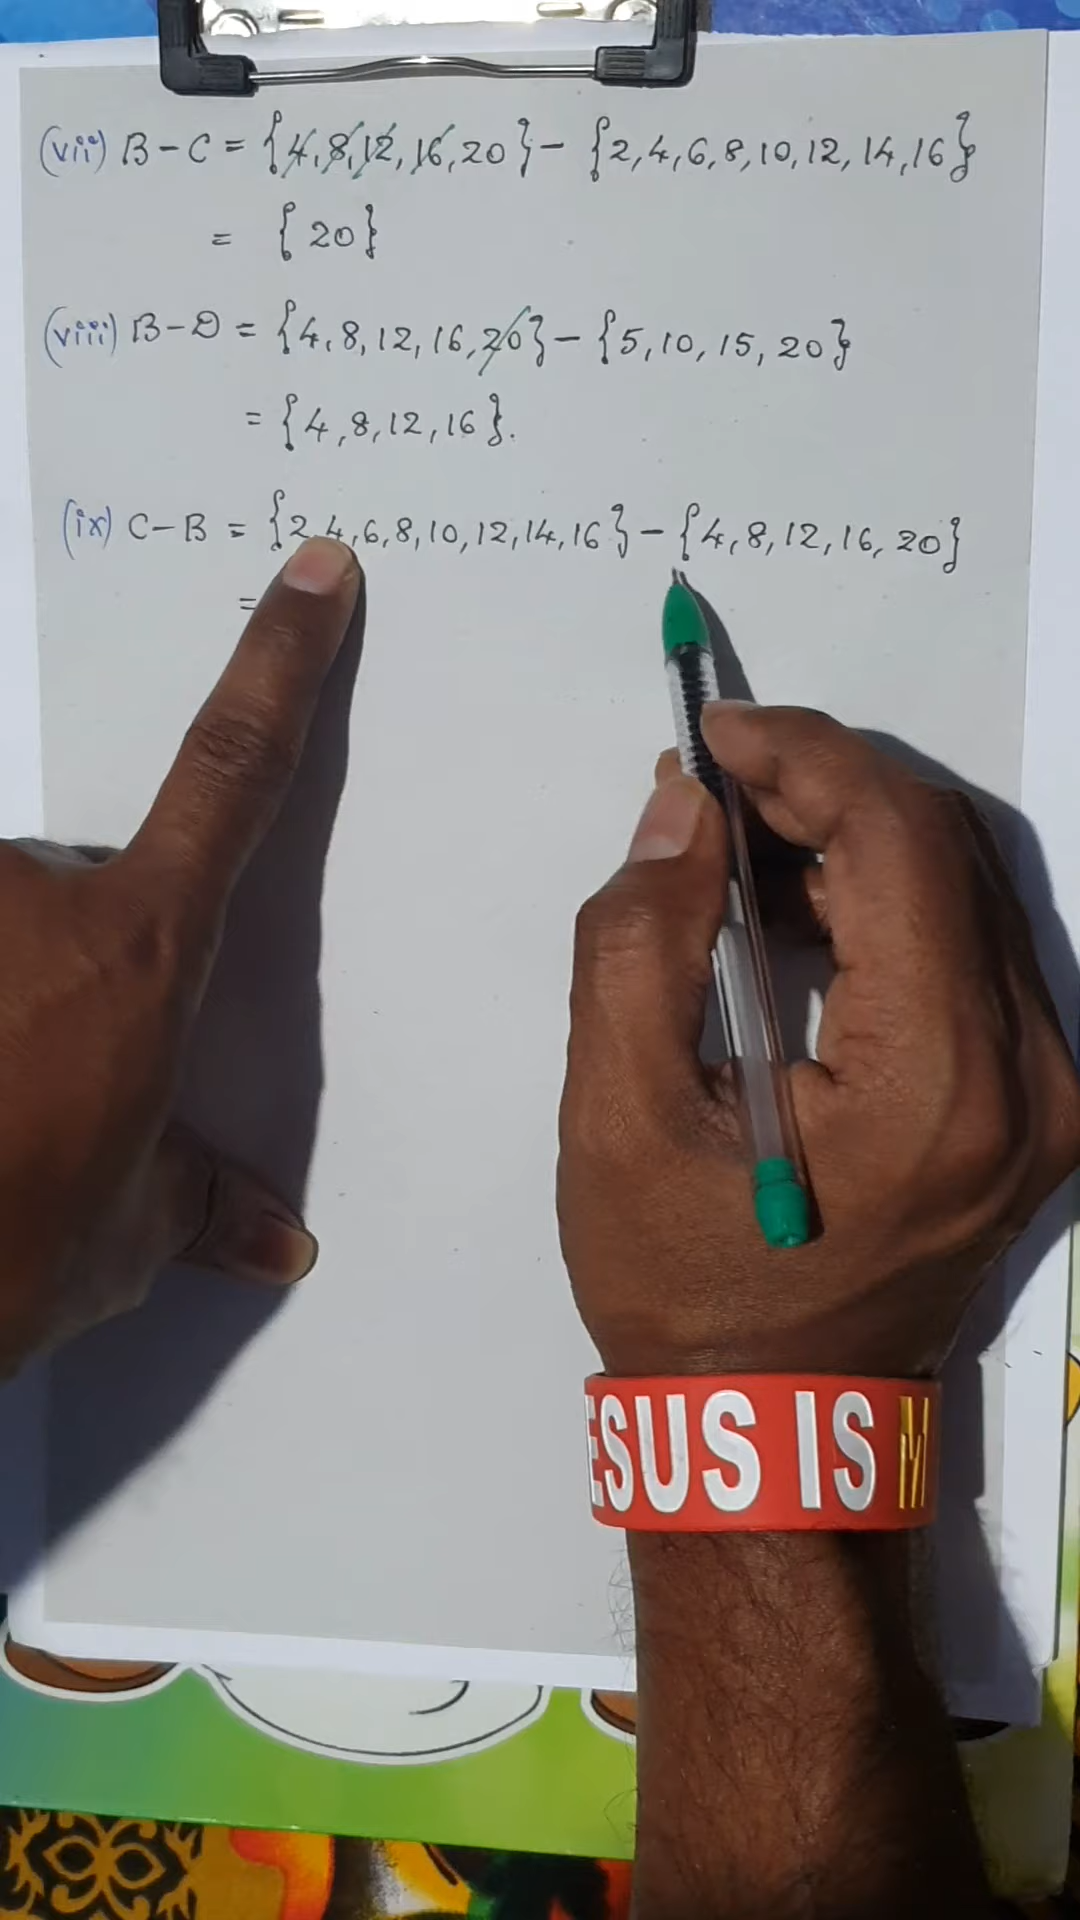 (vii) B - C = {4, 8, 12, 16, 20} - {2, 4, 6, 8, 10, 12, 14, 16}
= {20}
(viii) B - D = {4, 8, 12, 16, 20} - {5, 10, 15, 20}
= {4, 8, 12, 16}.
(ix) C - B = {2, 4, 6, 8, 10, 12, 14, 16} - {4, 8, 12, 16, 20}
=
ESUS IS M